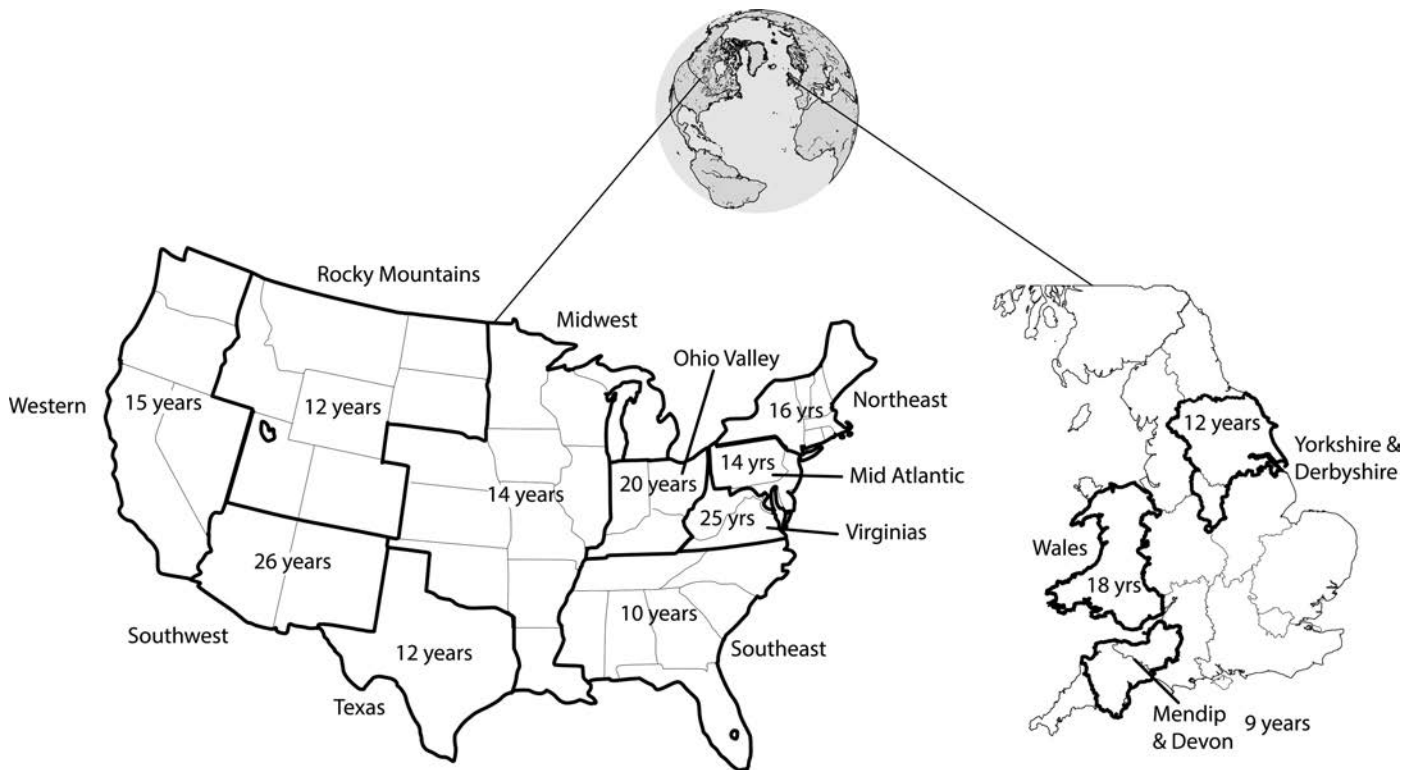 Rocky Mountains
Midwest
Ohio Valley
Western
15 years
12 years
16 yrs
Northeast
14 yrs
Mid Atlantic
20 years
14 years
25 yrs
Virginias
26 years
Southwest
10 years
Southeast
12 years
Texas
12 years
Yorkshire &
Derbyshire
Wales
18 yrs
Mendip
& Devon
9 years